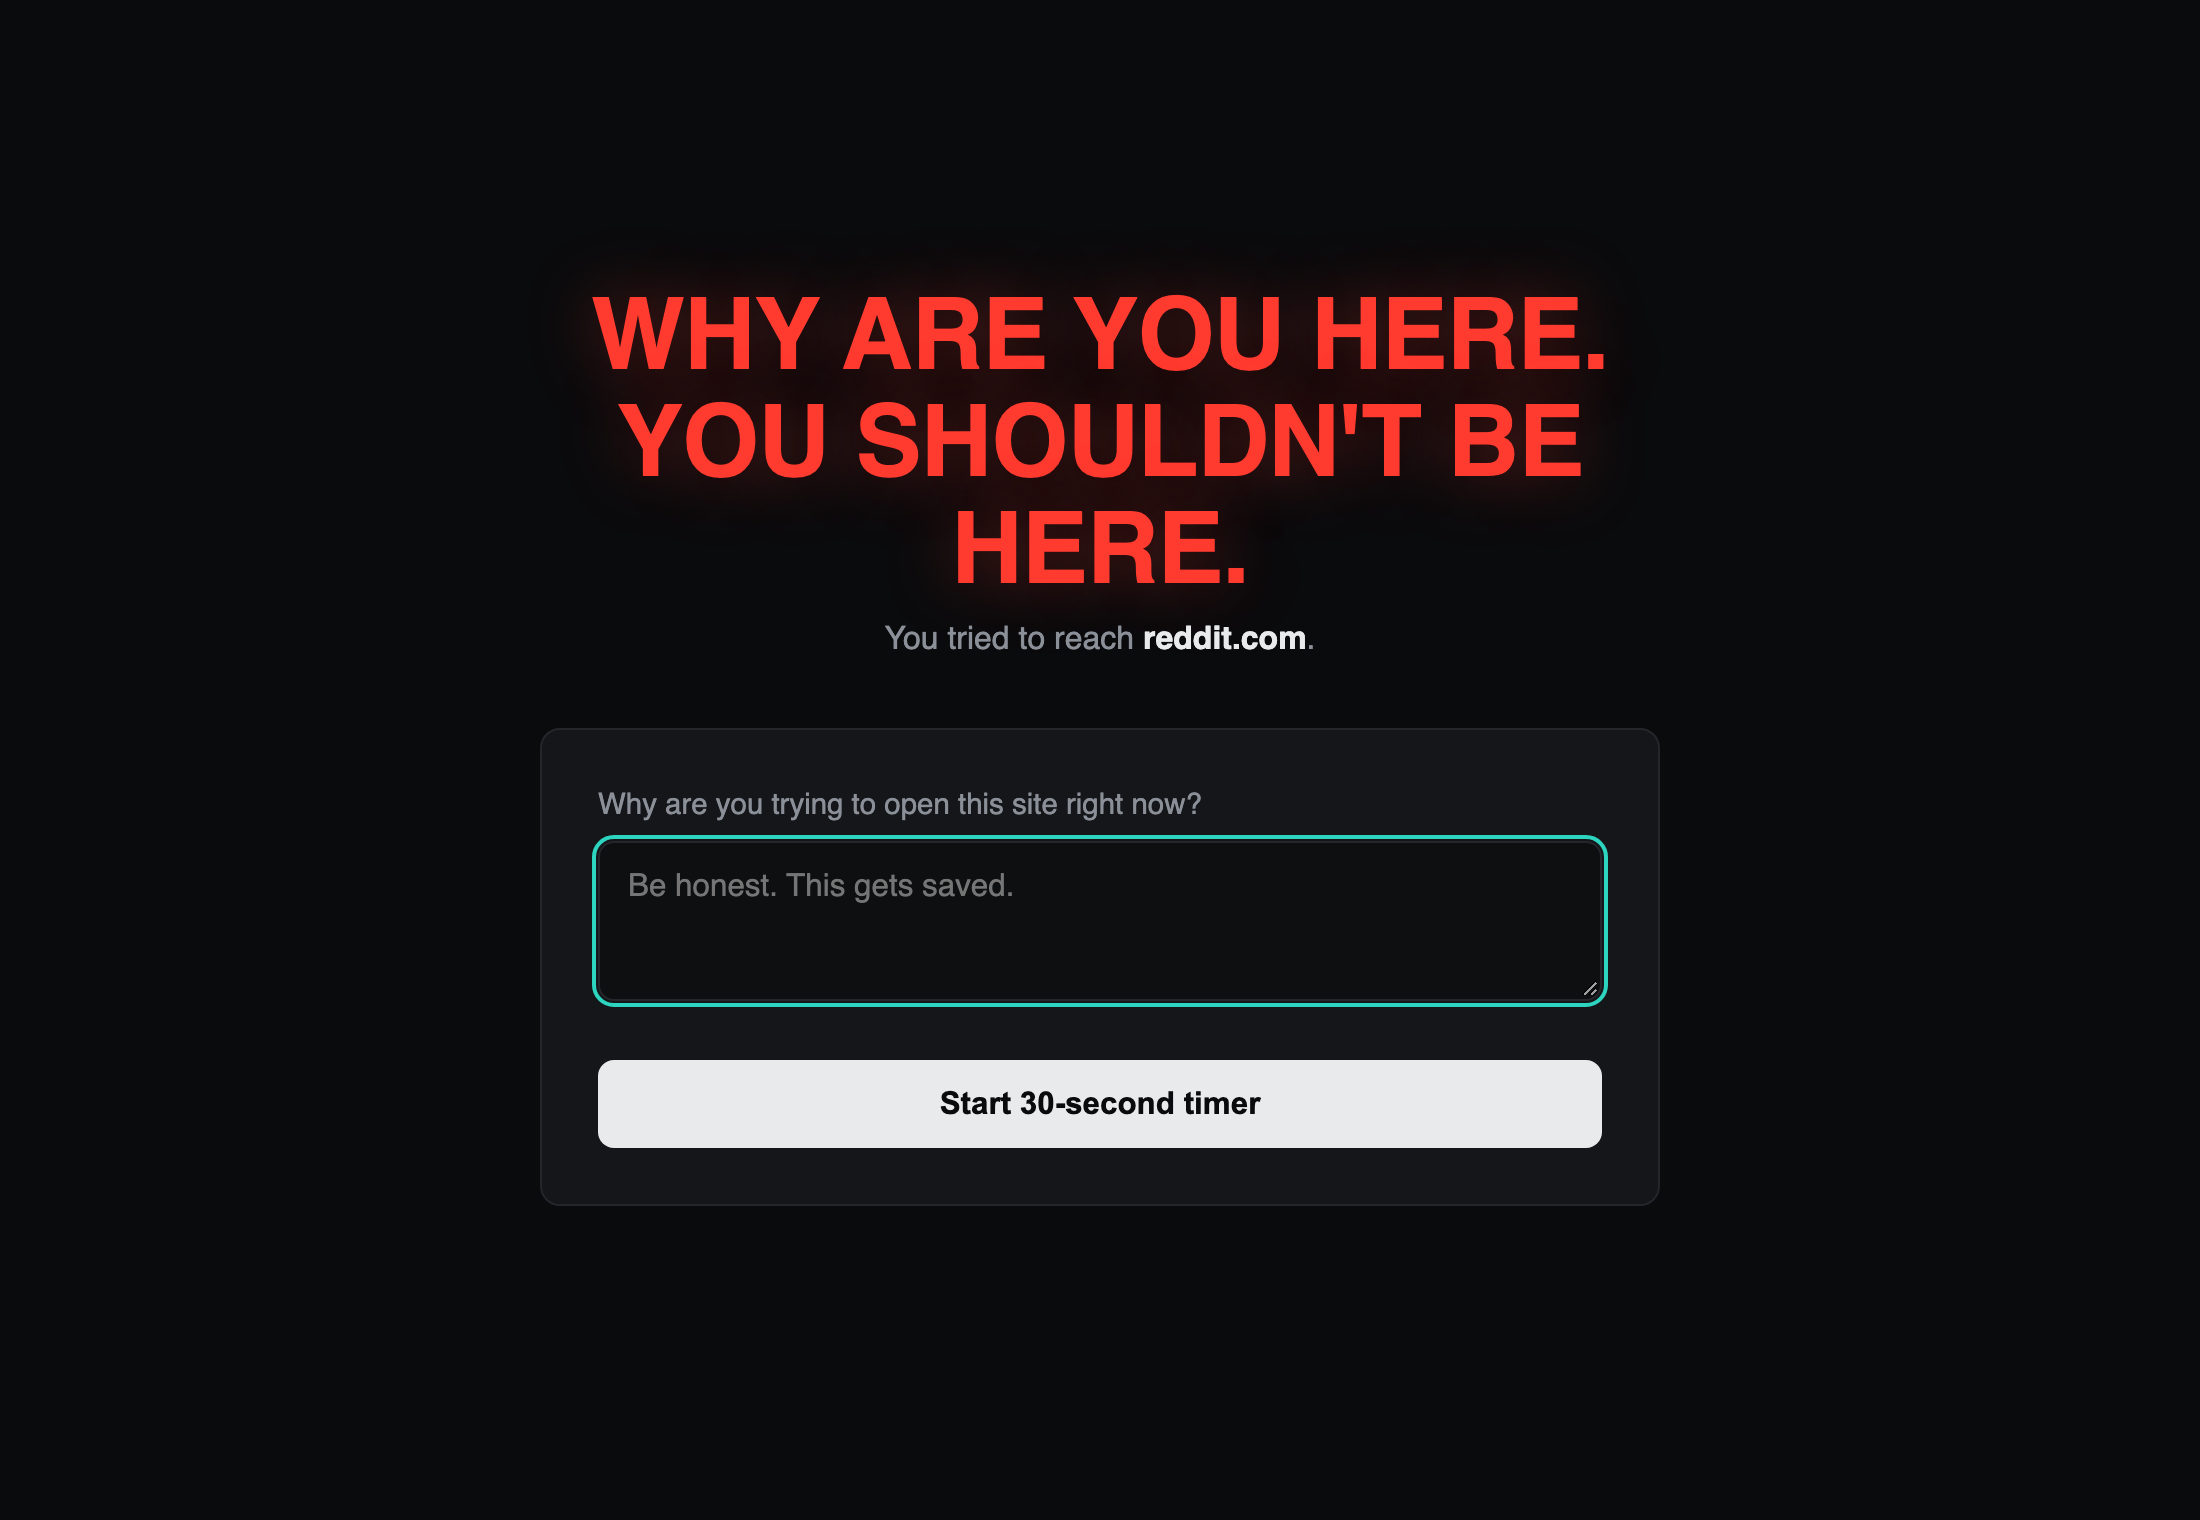 WHY ARE YOU HERE.
YOU SHOULDN'T BE
HERE.
You tried to reach reddit.com.
Why are you trying to open this site right now?
Be honest. This gets saved.
Start 30-second timer